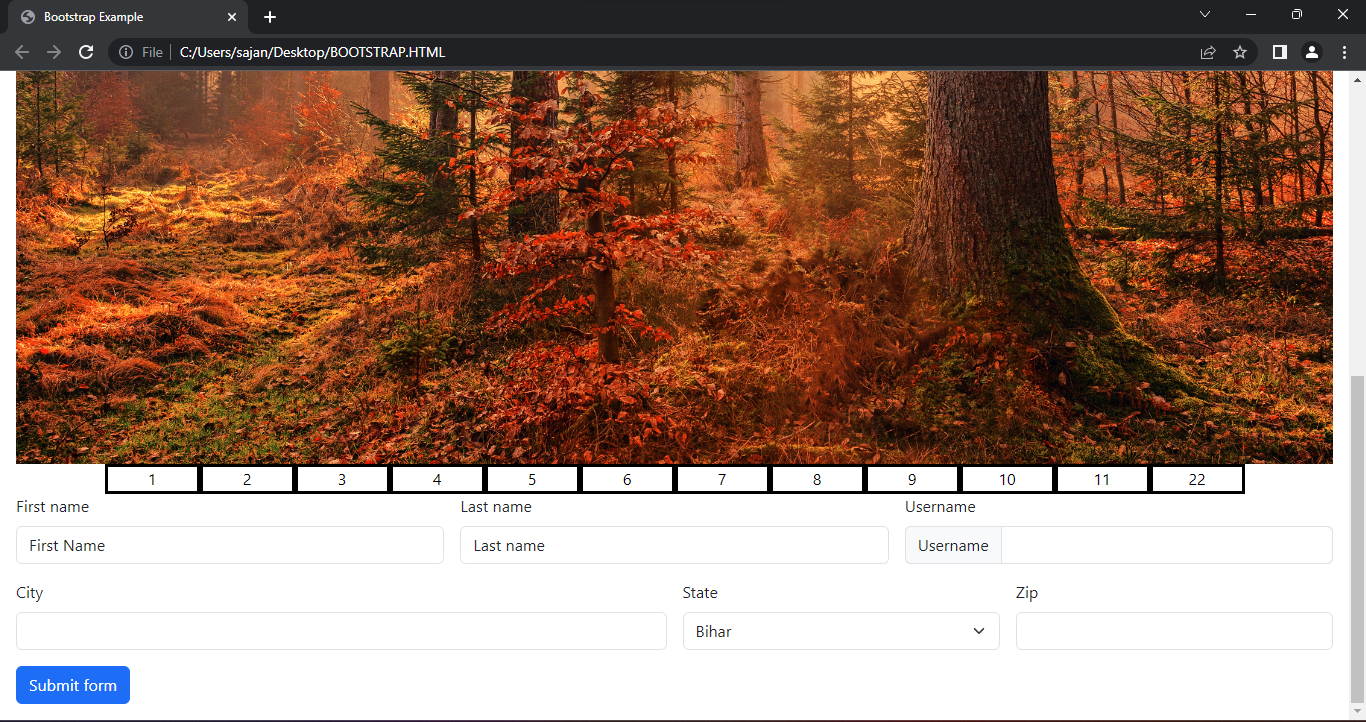 Bootstrap Example
File C:/Users/sajan/Desktop/BOOTSTRAP.HTML
1 2 3 4 5 6 7 8 9 10 11 22
First name Last name Username
First Name Last name Username
City State Zip
Bihar
Submit form